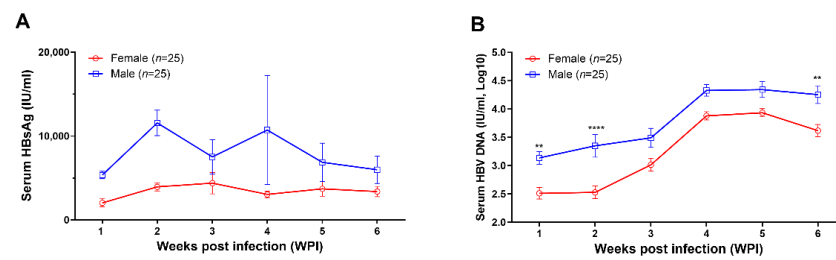 A
Female (n=25)
Male (n=25)
Serum HBsAg (IU/ml)
20,000
10,000
0
1 2 3 4 5 6
Weeks post infection (WPI)
B
Female (n=25)
Male (n=25)
Serum HBV DNA (IU/ml, Log10)
5.0
4.5
4.0
3.5
3.0
2.5
2.0
**
****
**
1 2 3 4 5 6
Weeks post infection (WPI)